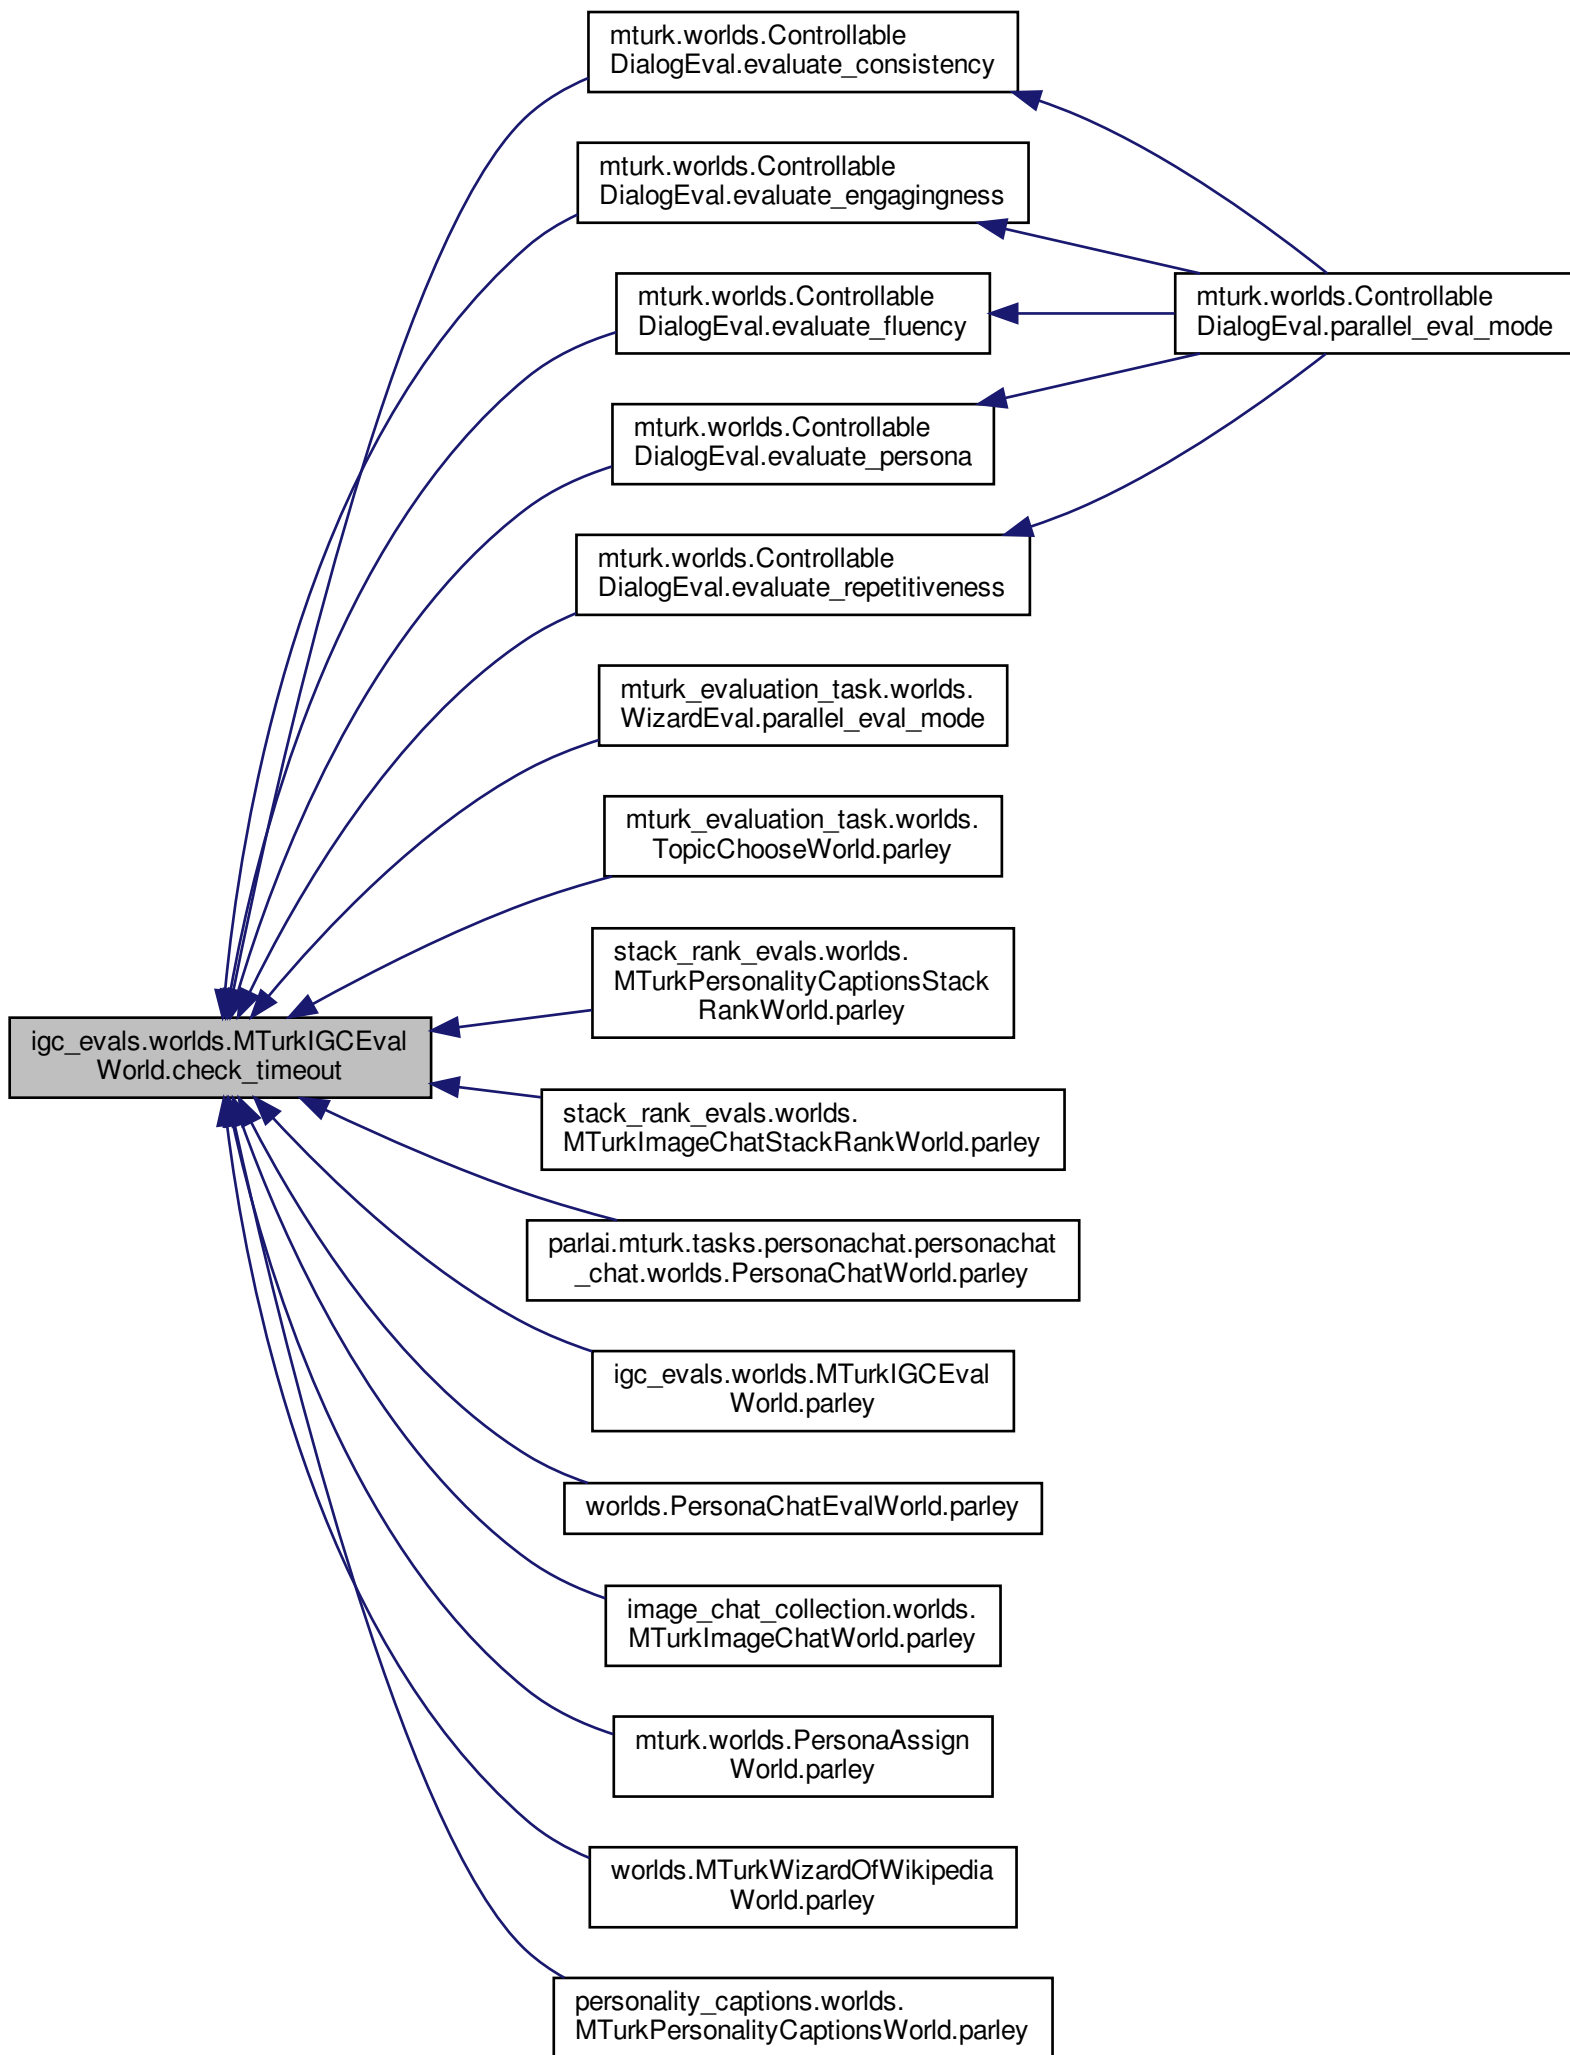 mturk.worlds.Controllable
DialogEval.evaluate_consistency
mturk.worlds.Controllable
DialogEval.evaluate_engagingness
mturk.worlds.Controllable
DialogEval.evaluate_fluency
mturk.worlds.Controllable
DialogEval.parallel_eval_mode
mturk.worlds.Controllable
DialogEval.evaluate_persona
mturk.worlds.Controllable
DialogEval.evaluate_repetitiveness
mturk_evaluation_task.worlds.
WizardEval.parallel_eval_mode
mturk_evaluation_task.worlds.
TopicChooseWorld.parley
stack_rank_evals.worlds.
MTurkPersonalityCaptionsStack
RankWorld.parley
igc_evals.worlds.MTurkIGCEval
World.check_timeout
stack_rank_evals.worlds.
MTurkImageChatStackRankWorld.parley
parlai.mturk.tasks.personachat.personachat
_chat.worlds.PersonaChatWorld.parley
igc_evals.worlds.MTurkIGCEval
World.parley
worlds.PersonaChatEvalWorld.parley
image_chat_collection.worlds.
MTurkImageChatWorld.parley
mturk.worlds.PersonaAssign
World.parley
worlds.MTurkWizardOfWikipedia
World.parley
personality_captions.worlds.
MTurkPersonalityCaptionsWorld.parley